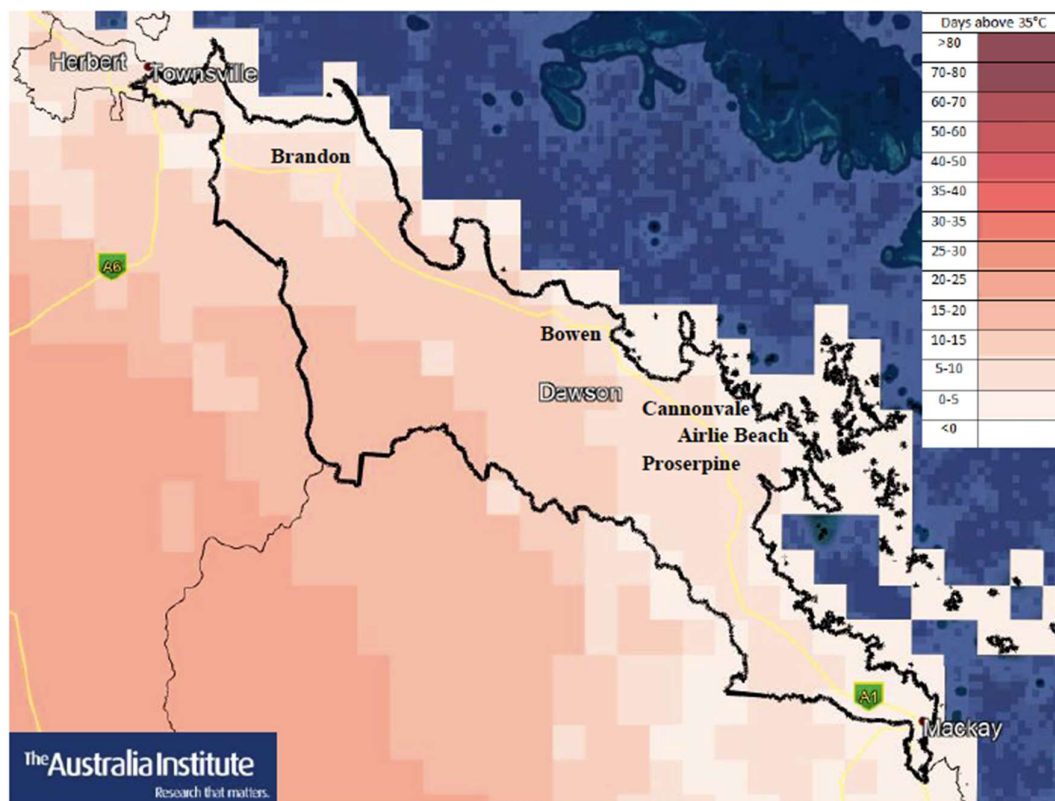 Days above 35°C
>80
70-80
60-70
50-60
40-50
35-40
30-35
25-30
20-25
15-20
10-15
5-10
0-5
<0
Herbert
Townsville
Brandon
A6
Bowen
Dawson
Cannonvale
Airlie Beach
Proserpine
A1
Mackay
The Australia Institute
Research that matters.